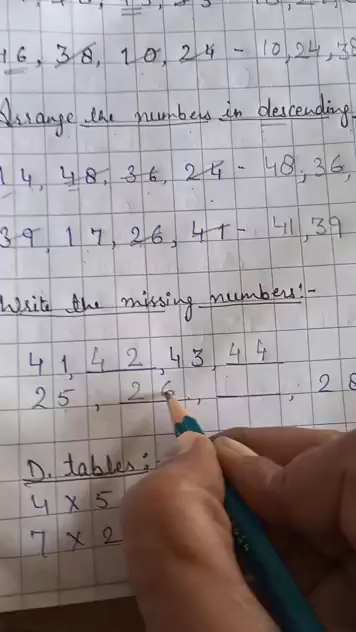 16, 38, 10, 24 - 10, 24, 38
Arrange the numbers in descending
14, 48, 36, 24 - 48, 36,
39, 17, 26, 41 - 41, 39
Write the missing numbers:-
41, 42, 43, 44
25, 26, ___, 28
D. tables:-
4 x 5
7 x 2